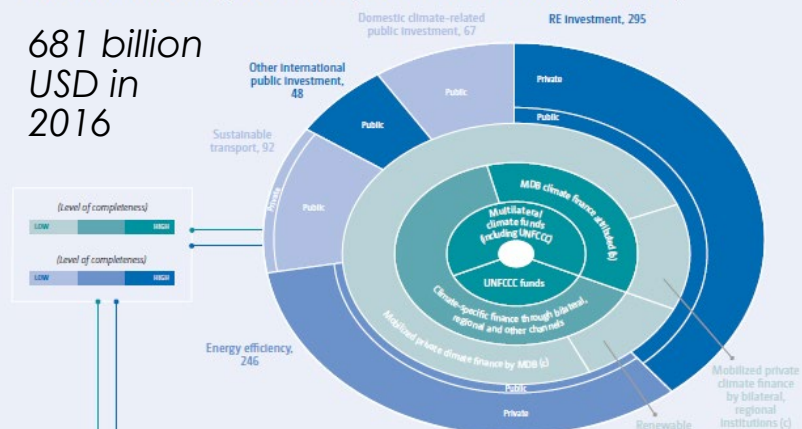 681 billion
USD in
2016
Domestic climate-related
public investment, 67
RE investment, 295
Other international
public investment,
48
Sustainable
transport, 92
(Level of completeness)
LOW HIGH
(Level of completeness)
LOW HIGH
Energy efficiency,
246
Private
Public
Public
Public
Public
Private
MDB climate finance attributed (b)
Multilateral
climate funds
(including UNFCCC)
UNFCCC funds
Climate-specific finance through bilateral,
regional and other channels
Mobilized private climate finance by MDB (c)
Public
Private
Mobilized private
climate finance
by bilateral,
regional
institutions (c)
Renewable